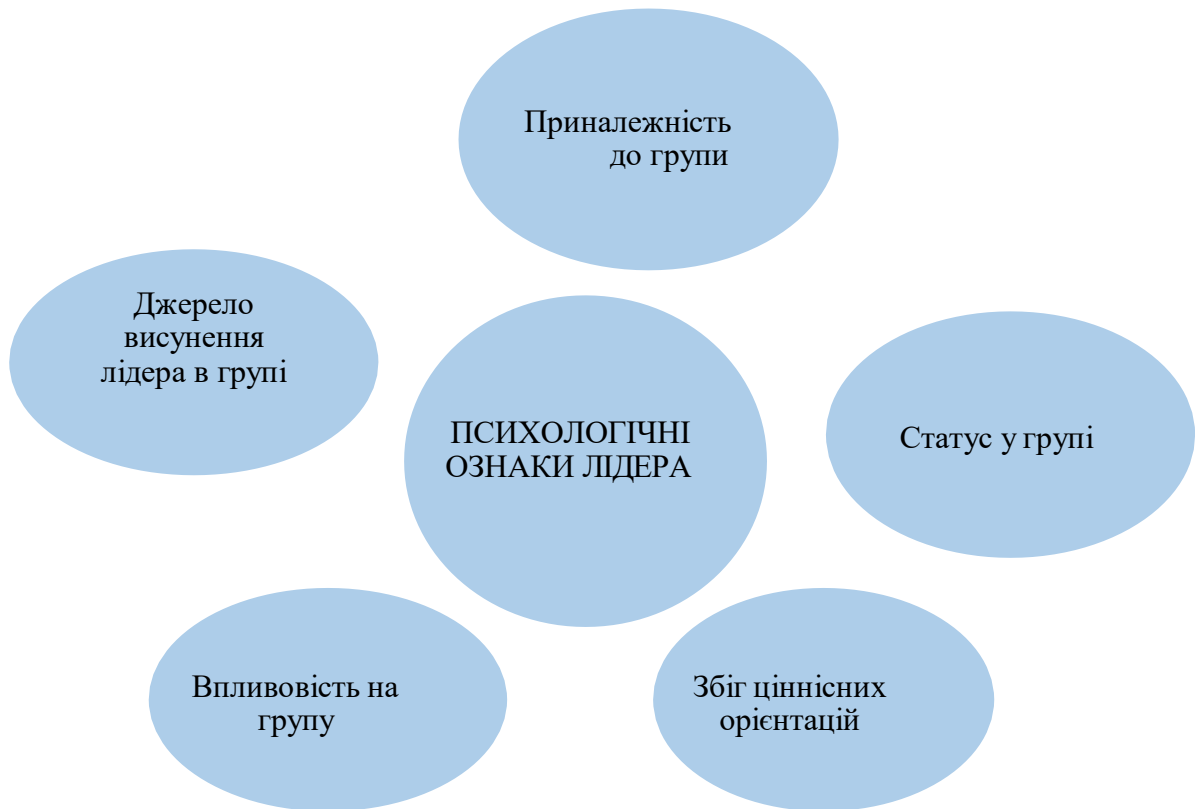 Приналежність
до групи
Джерело
висунення
лідера в групі
ПСИХОЛОГІЧНІ
ОЗНАКИ ЛІДЕРА
Статус у групі
Впливовість на
групу
Збіг ціннісних
орієнтацій